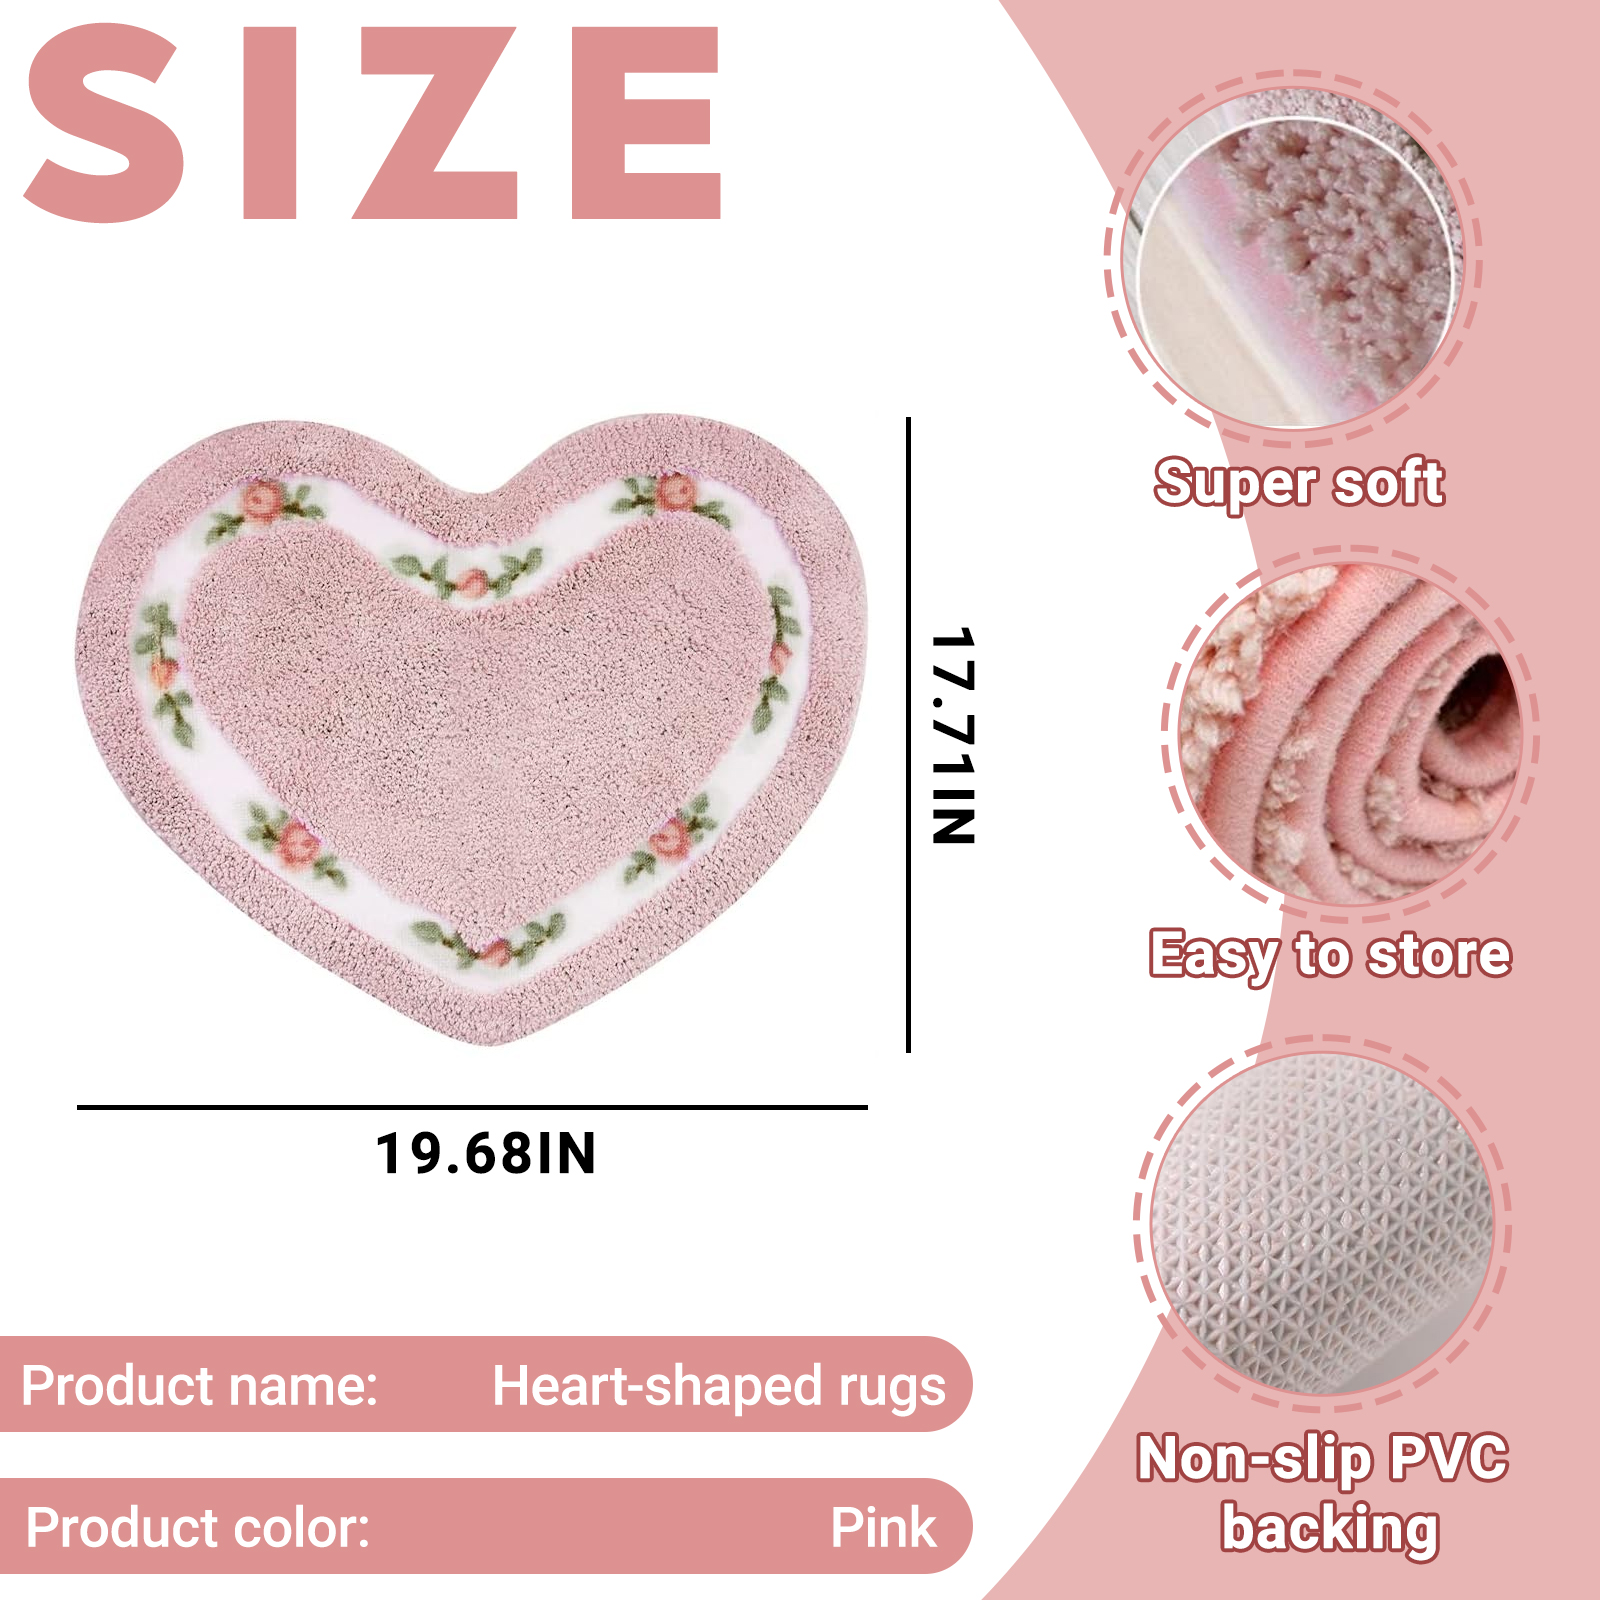 SIZE
17.71IN
19.68IN
Super soft
Easy to store
Non-slip PVC
backing
Product name: Heart-shaped rugs
Product color: Pink